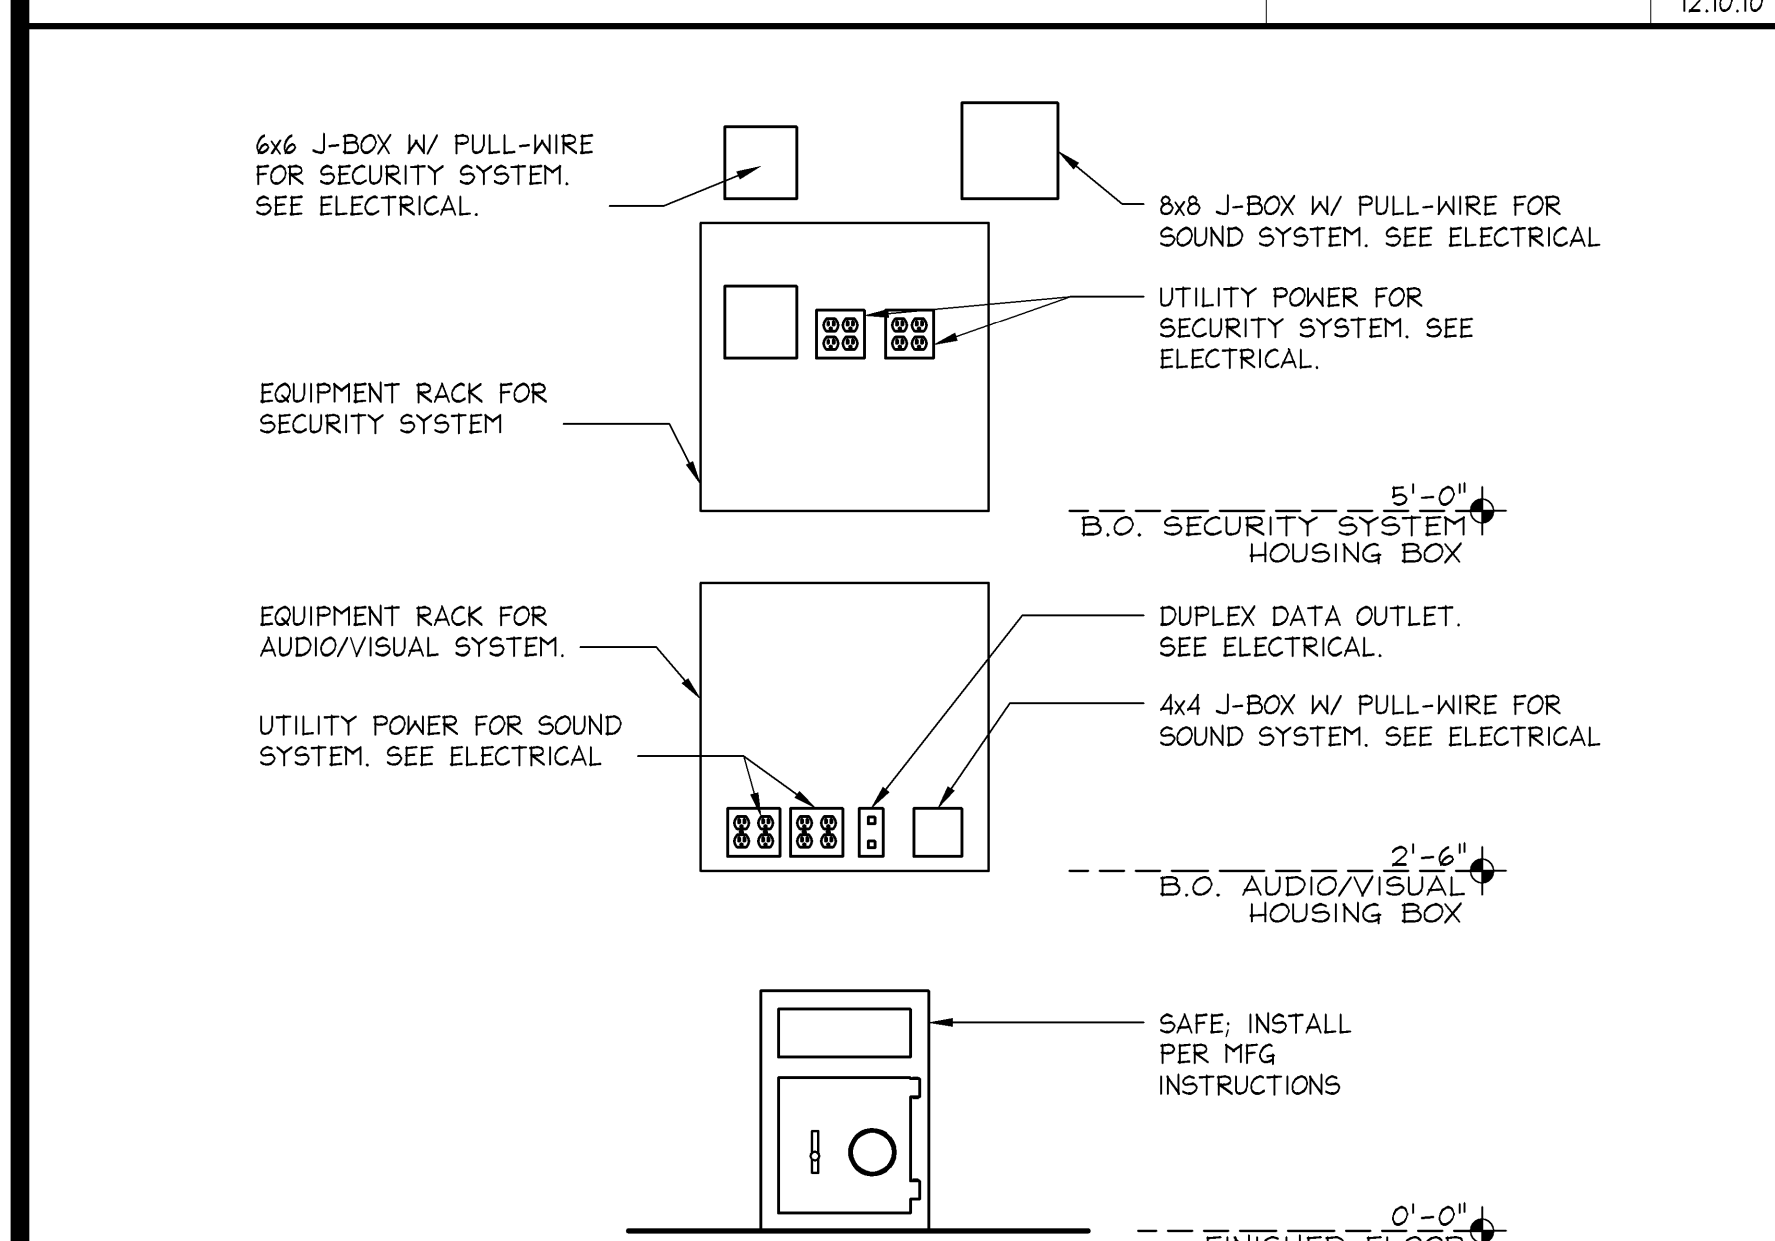 12.10.10
6x6 J-BOX W/ PULL-WIRE
FOR SECURITY SYSTEM.
SEE ELECTRICAL.
8x8 J-BOX W/ PULL-WIRE FOR
SOUND SYSTEM. SEE ELECTRICAL
UTILITY POWER FOR
SECURITY SYSTEM. SEE
ELECTRICAL.
EQUIPMENT RACK FOR
SECURITY SYSTEM
5'-0"
B.O. SECURITY SYSTEM
HOUSING BOX
EQUIPMENT RACK FOR
AUDIO/VISUAL SYSTEM.
DUPLEX DATA OUTLET.
SEE ELECTRICAL.
UTILITY POWER FOR SOUND
SYSTEM. SEE ELECTRICAL
4x4 J-BOX W/ PULL-WIRE FOR
SOUND SYSTEM. SEE ELECTRICAL
2'-6"
B.O. AUDIO/VISUAL
HOUSING BOX
SAFE; INSTALL
PER MFG
INSTRUCTIONS
0'-0"
FINISHED FLOOR